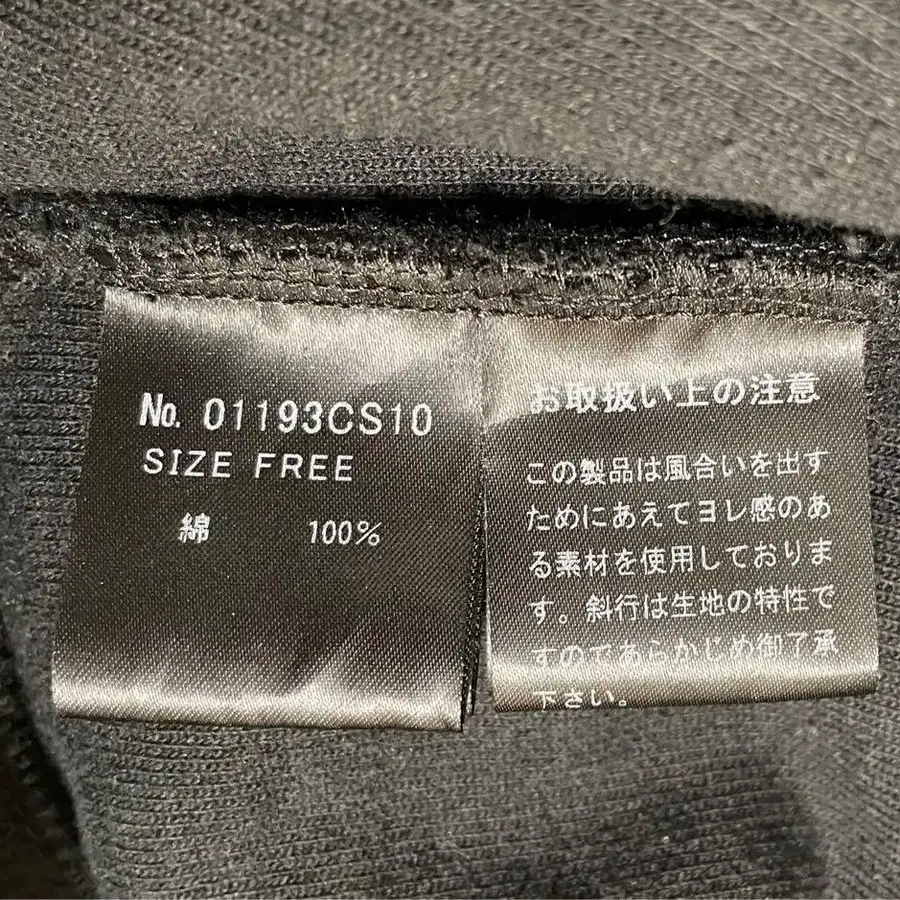 No. 01193CS10
SIZE FREE
綿 100%
お取扱い上の注意
この製品は風合いを出す
ためにあえてヨレ感のあ
る素材を使用しておりま
す。斜行は生地の特性で
すのであらかじめ御了承
下さい。